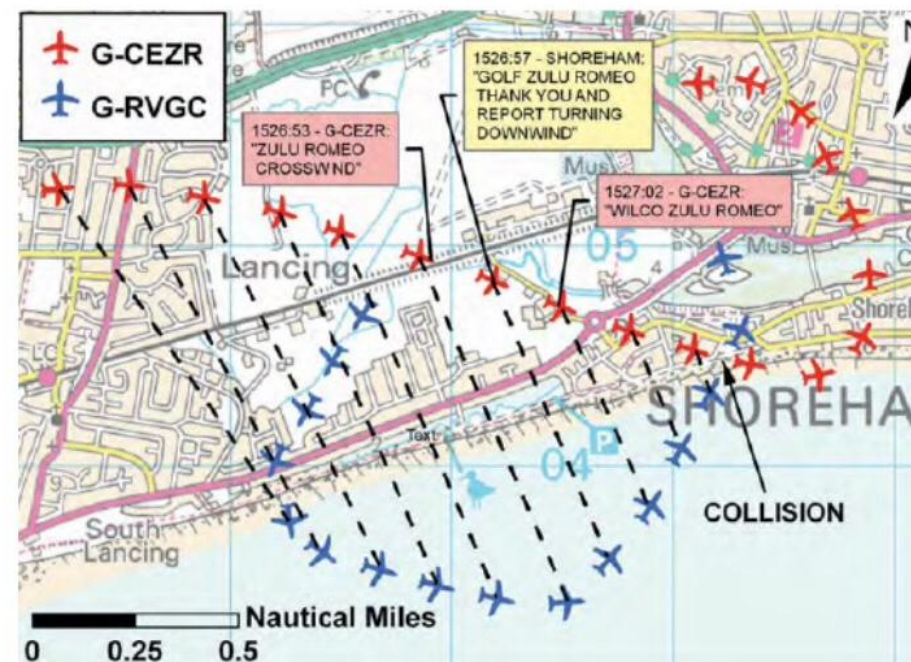 G-CEZR
G-RVGC
N
PC
1526:53 - G-CEZR:
"ZULU ROMEO
CROSSWND"
1526:57 - SHOREHAM:
"GOLF ZULU ROMEO
THANK YOU AND
REPORT TURNING
DOWNWIND"
1527:02 - G-CEZR:
"WILCO ZULU ROMEO"
Mus
05
Mus
4
Lancing
LC
Shoreh
SHOREHA
Text
P
04
COLLISION
South
Lancing
Nautical Miles
0 0.25 0.5